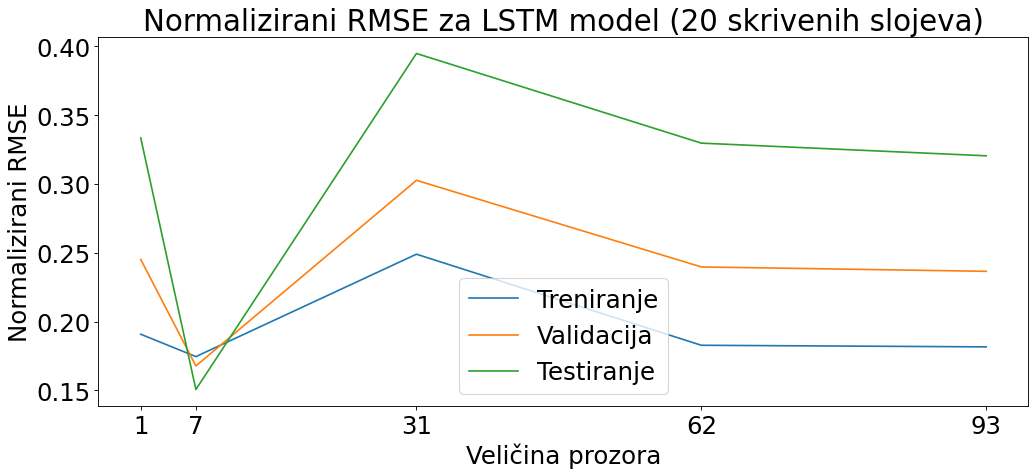 Normalizirani RMSE za LSTM model (20 skrivenih slojeva)
Normalizirani RMSE
0.40
0.35
0.30
0.25
0.20
0.15
Treniranje
Validacija
Testiranje
1 7 31 62 93
Veličina prozora